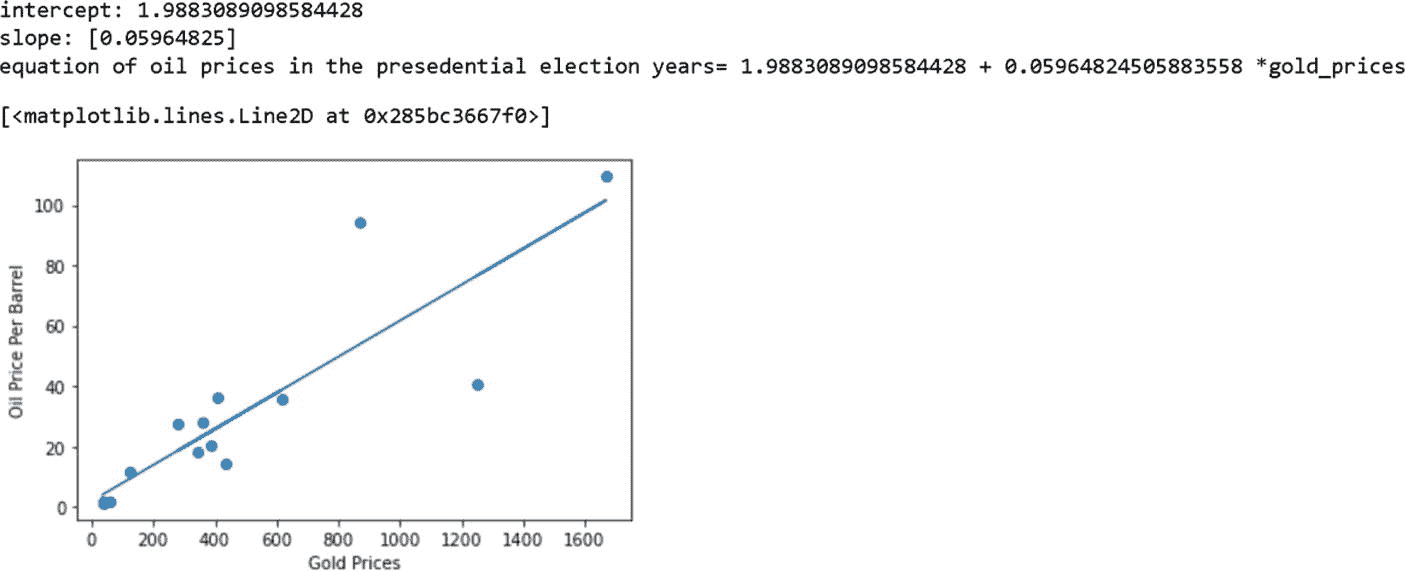 intercept: 1.9883089098584428
slope: [0.05964825]
equation of oil prices in the presedential election years= 1.9883089098584428 + 0.05964824505883558 *gold_prices
[<matplotlib.lines.Line2D at 0x285bc3667f0>]
100
80
60
40
20
0
Oil Price Per Barrel
0 200 400 600 800 1000 1200 1400 1600
Gold Prices